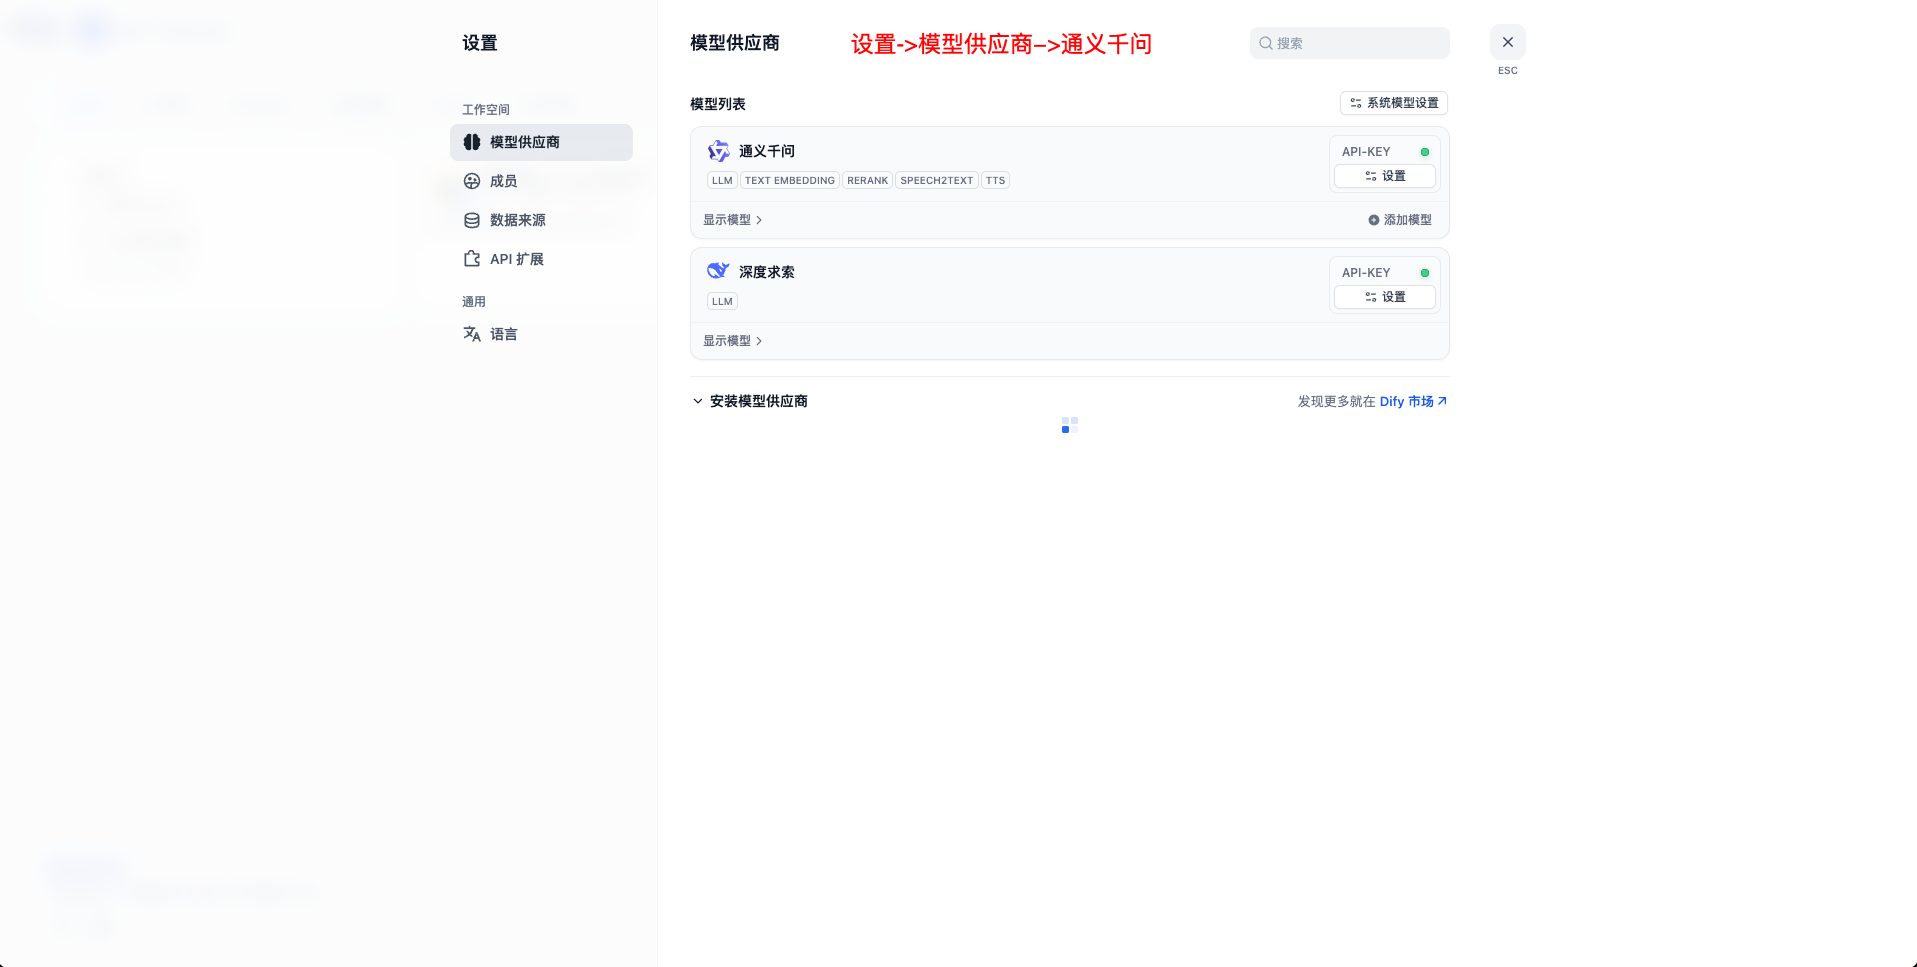 设置
模型供应商
设置->模型供应商–>通义千问
搜索
ESC
工作空间
模型供应商
成员
数据来源
API 扩展
通用
语言
模型列表
系统模型设置
通义千问
LLM TEXT EMBEDDING RERANK SPEECH2TEXT TTS
API-KEY
设置
显示模型
添加模型
深度求索
LLM
API-KEY
设置
显示模型
安装模型供应商
发现更多就在 Dify 市场